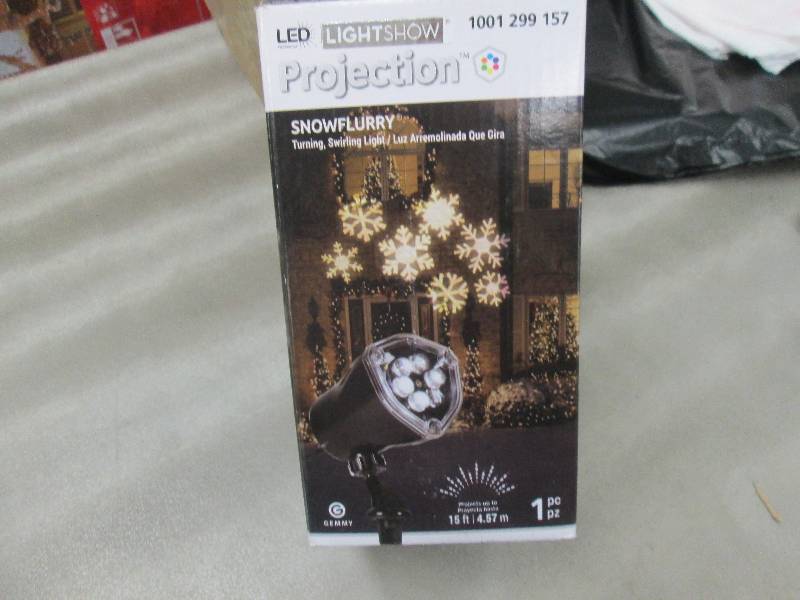 LED LIGHTSHOW 1001 299 157
Projection™
SNOWFLURRY
Turning, Swirling Light / Luz Arremolinada Que Gira
Projects up to
Proyecta hasta
15 ft | 4.57 m
1 pc
pz
GEMMY